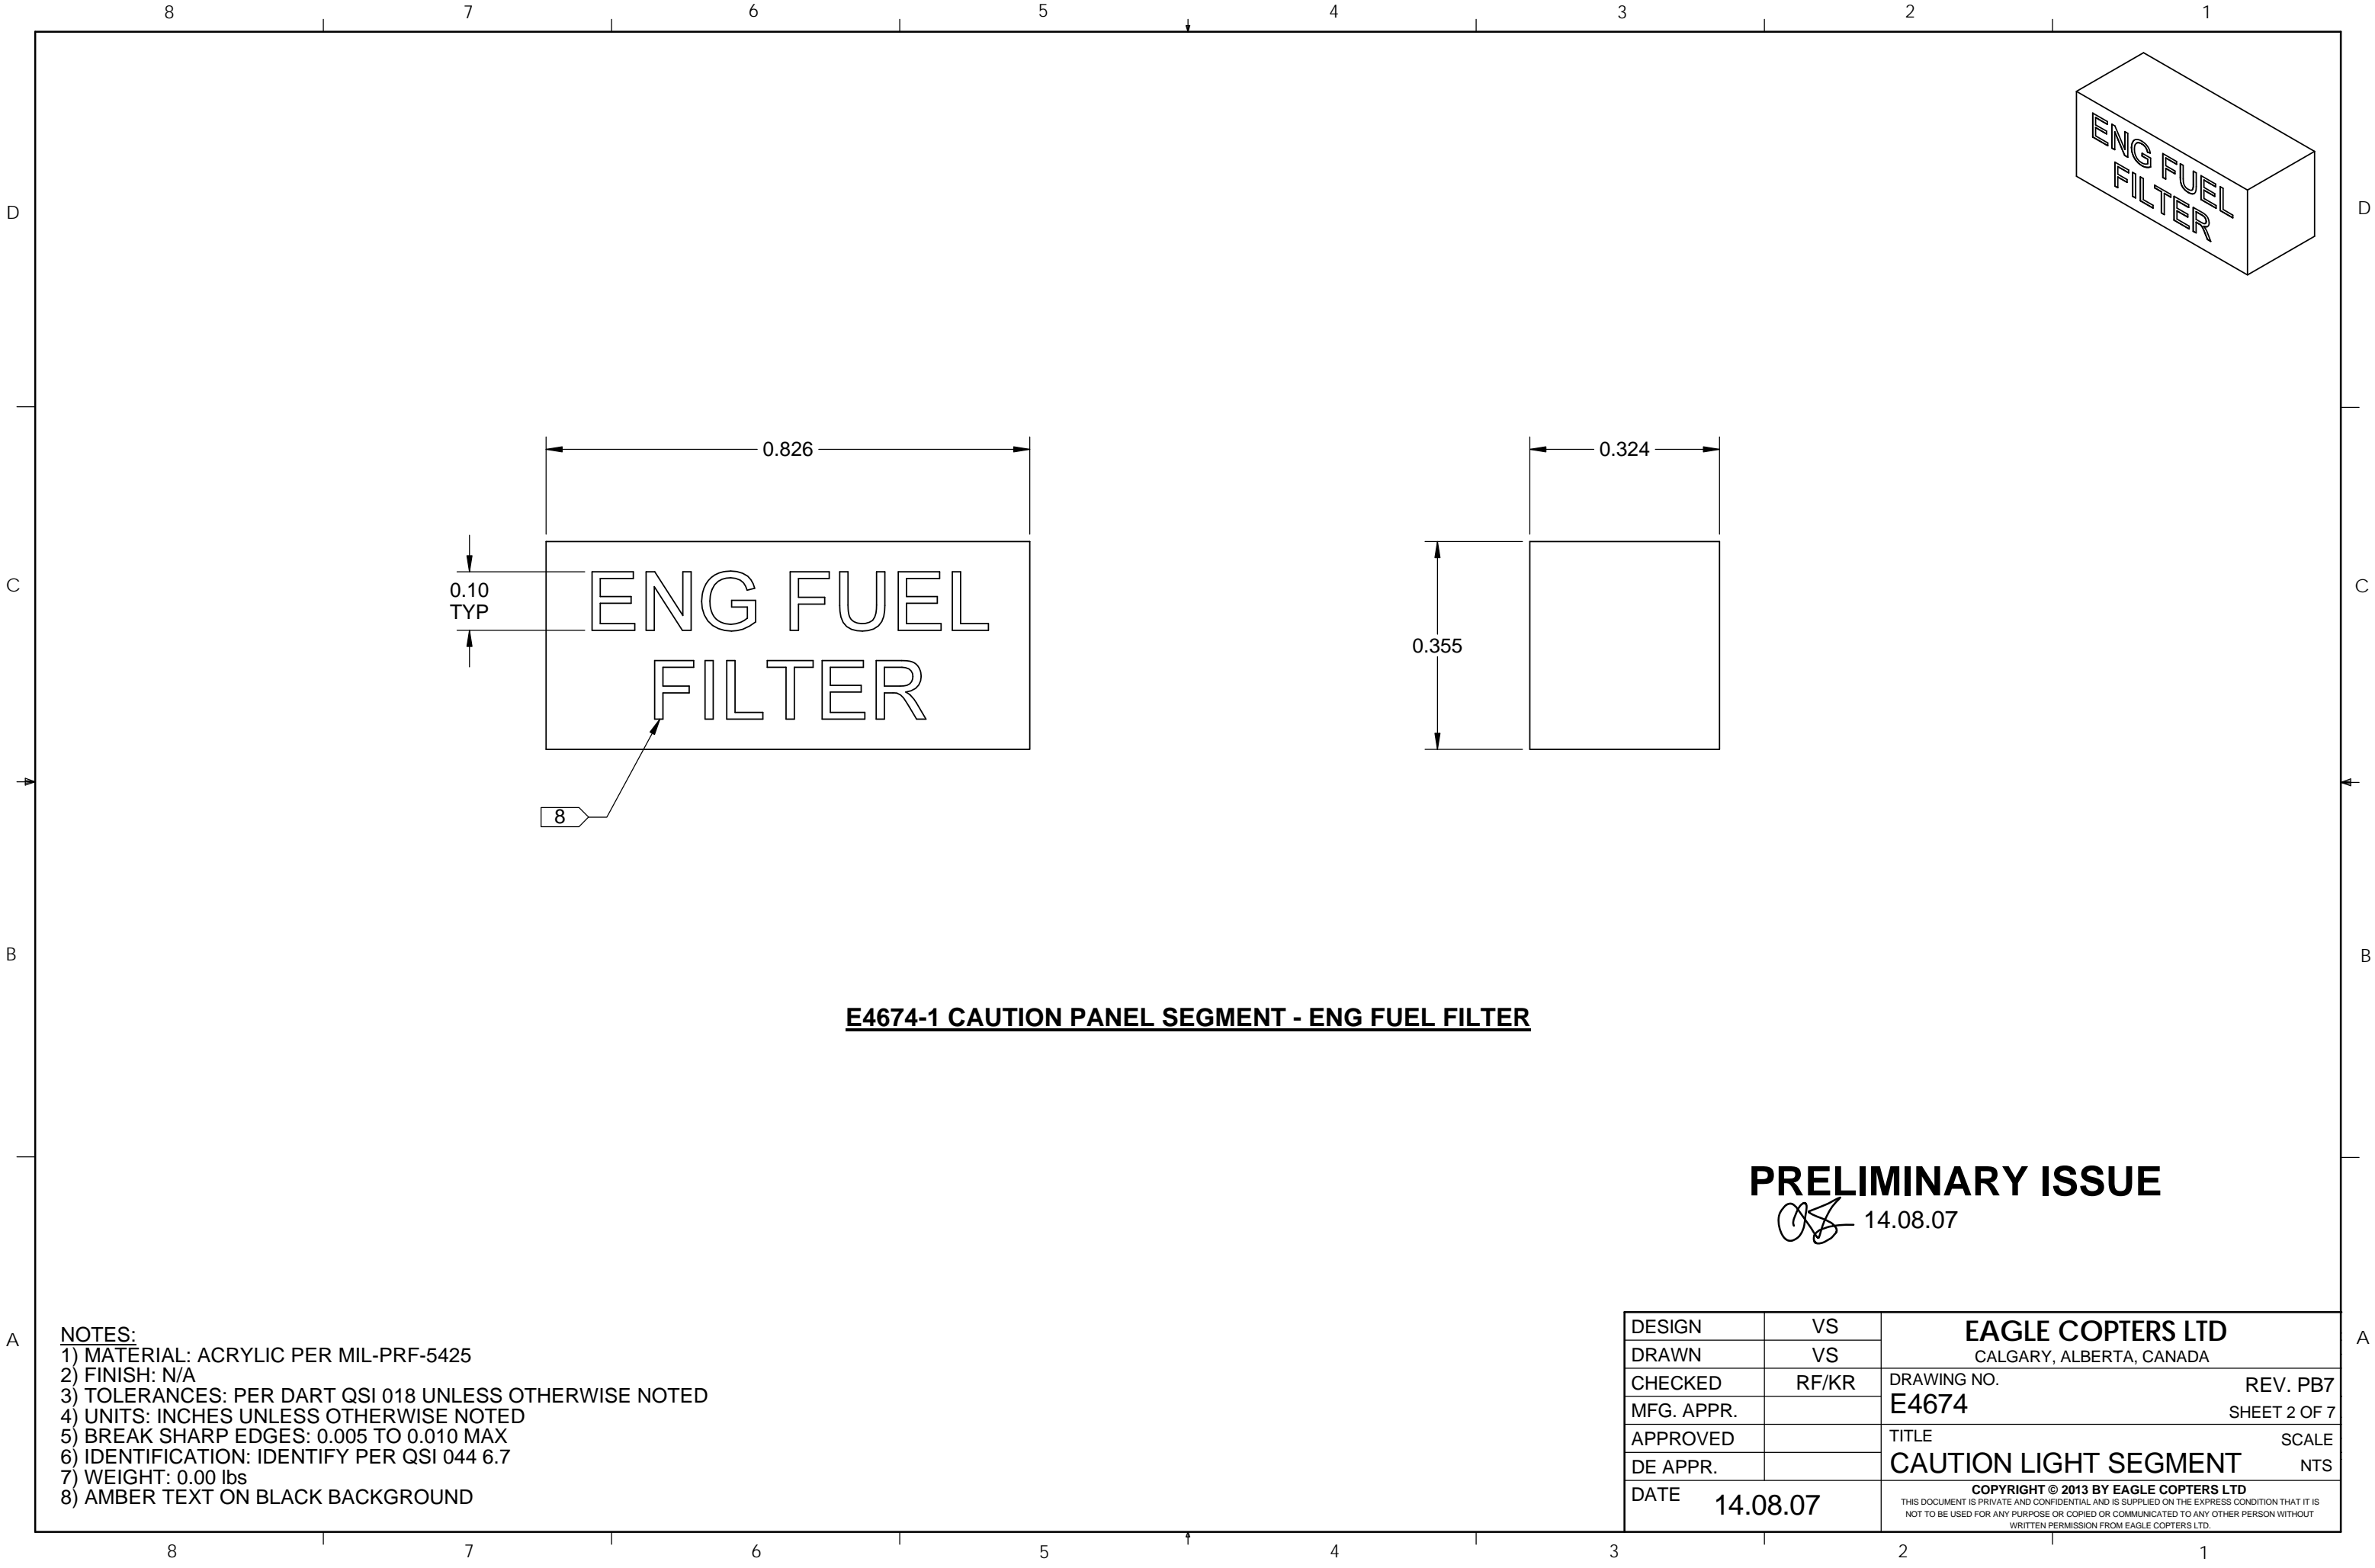 8 7 6 5 4 3 2 1
D D
ENG FUEL
FILTER
0.826
0.324
C C
0.10
TYP
ENG FUEL
FILTER
0.355
8
B B
E4674-1 CAUTION PANEL SEGMENT - ENG FUEL FILTER
PRELIMINARY ISSUE
14.08.07
A A
NOTES:
1) MATERIAL: ACRYLIC PER MIL-PRF-5425
2) FINISH: N/A
3) TOLERANCES: PER DART QSI 018 UNLESS OTHERWISE NOTED
4) UNITS: INCHES UNLESS OTHERWISE NOTED
5) BREAK SHARP EDGES: 0.005 TO 0.010 MAX
6) IDENTIFICATION: IDENTIFY PER QSI 044 6.7
7) WEIGHT: 0.00 lbs
8) AMBER TEXT ON BLACK BACKGROUND
DESIGN VS
DRAWN VS
CHECKED RF/KR
MFG. APPR.
APPROVED
DE APPR.
DATE 14.08.07
EAGLE COPTERS LTD
CALGARY, ALBERTA, CANADA
DRAWING NO. REV. PB7
E4674 SHEET 2 OF 7
TITLE SCALE
CAUTION LIGHT SEGMENT NTS
COPYRIGHT © 2013 BY EAGLE COPTERS LTD
THIS DOCUMENT IS PRIVATE AND CONFIDENTIAL AND IS SUPPLIED ON THE EXPRESS CONDITION THAT IT IS
NOT TO BE USED FOR ANY PURPOSE OR COPIED OR COMMUNICATED TO ANY OTHER PERSON WITHOUT
WRITTEN PERMISSION FROM EAGLE COPTERS LTD.
8 7 6 5 4 3 2 1